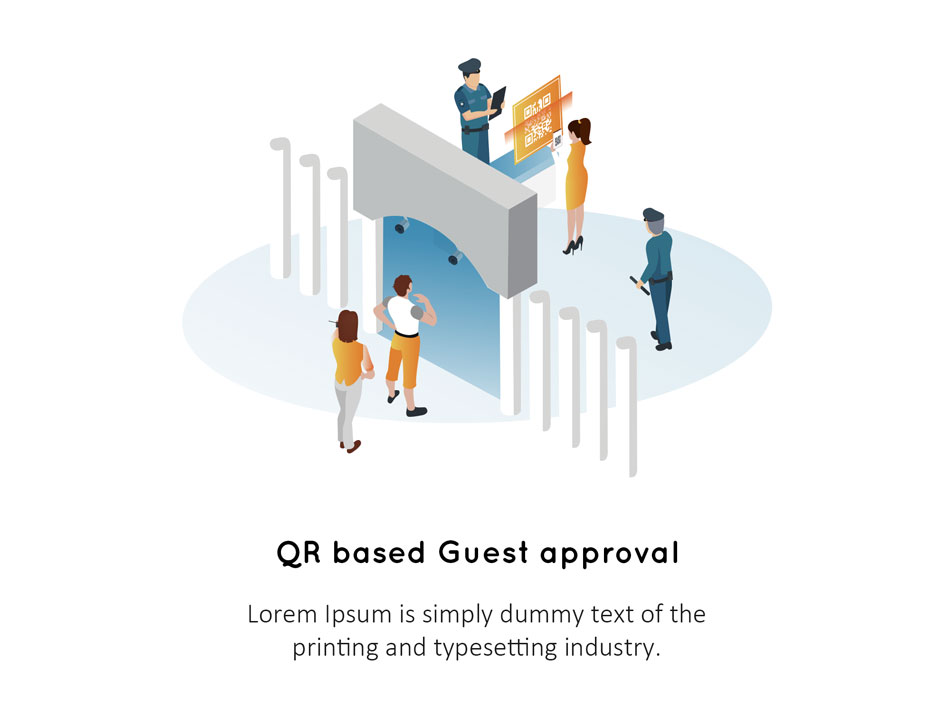 QR based Guest approval
Lorem Ipsum is simply dummy text of the
printing and typesetting industry.